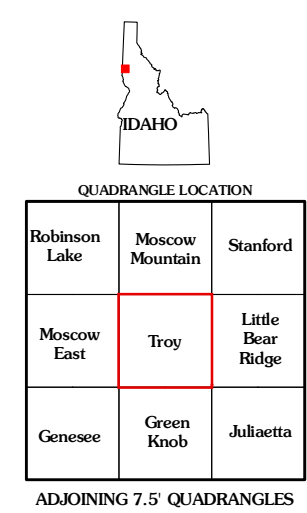 IDAHO
QUADRANGLE LOCATION
Robinson
Lake
Moscow
Mountain
Stanford
Moscow
East
Troy
Little
Bear
Ridge
Genesee
Green
Knob
Juliaetta
ADJOINING 7.5' QUADRANGLES